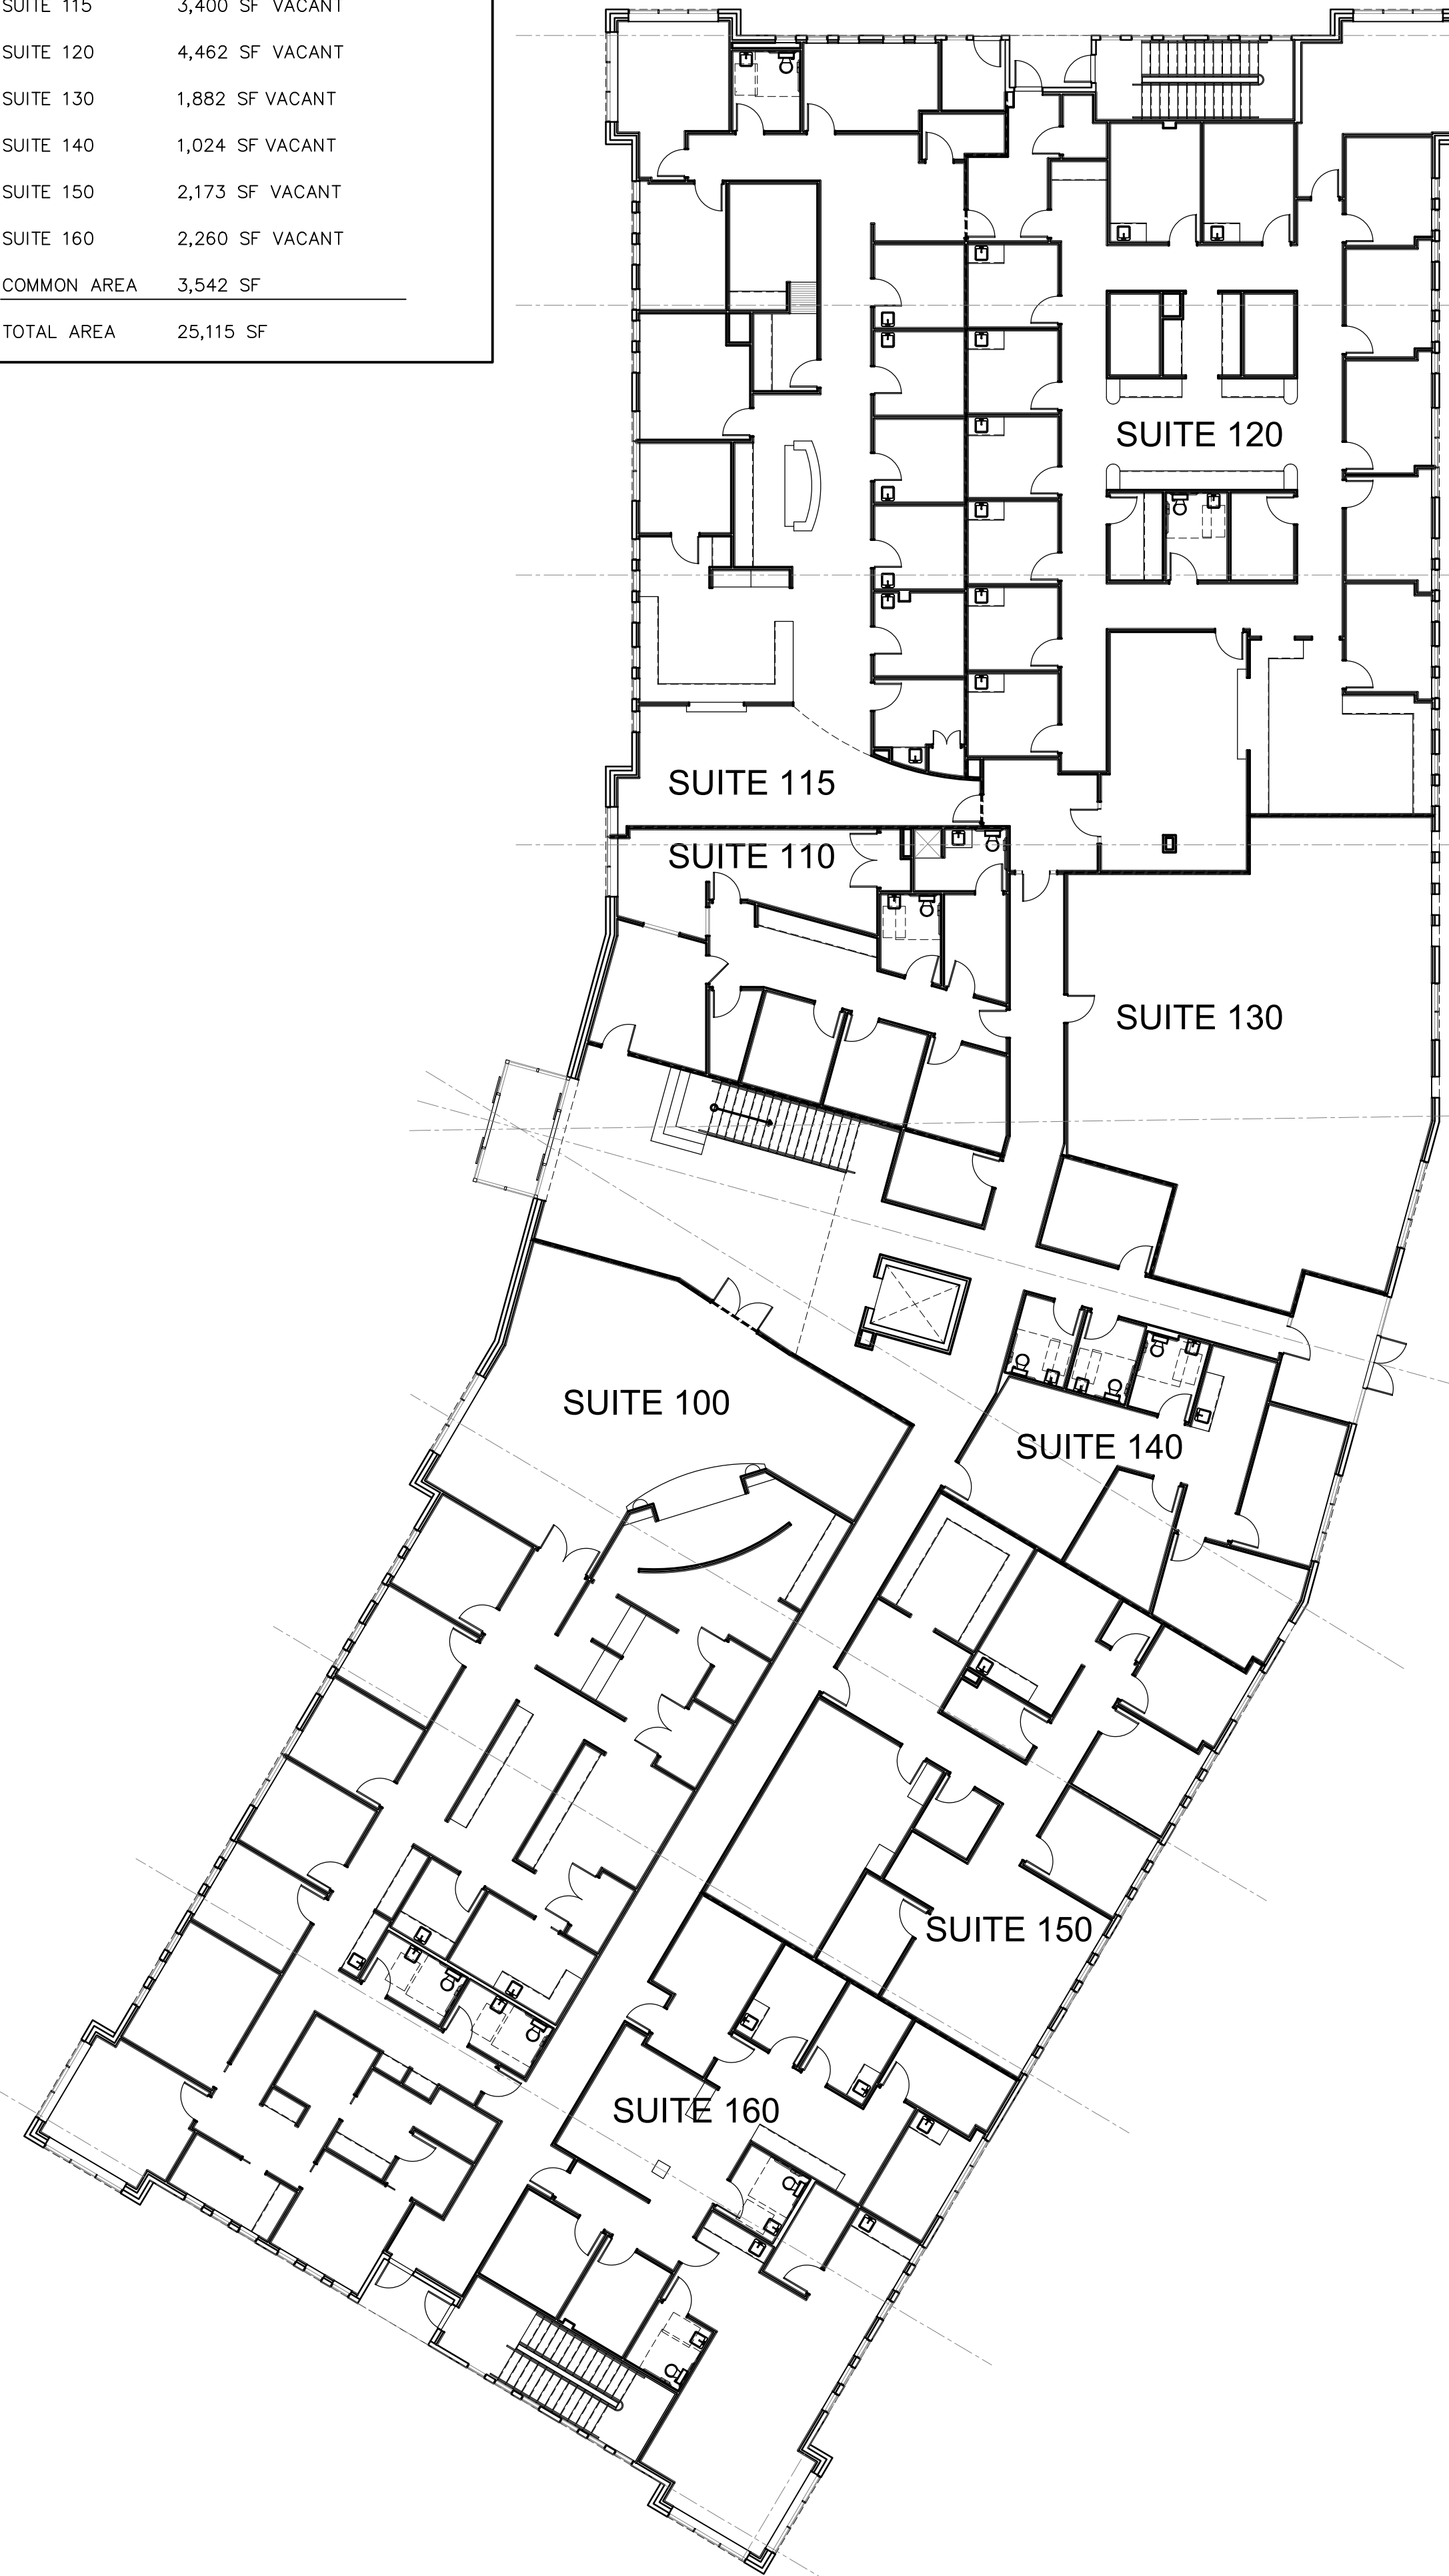 SUITE 115 3,400 SF VACANT
SUITE 120 4,462 SF VACANT
SUITE 130 1,882 SF VACANT
SUITE 140 1,024 SF VACANT
SUITE 150 2,173 SF VACANT
SUITE 160 2,260 SF VACANT
COMMON AREA 3,542 SF
TOTAL AREA 25,115 SF
SUITE 120
SUITE 115
SUITE 110
SUITE 130
SUITE 100
SUITE 140
SUITE 150
SUITE 160